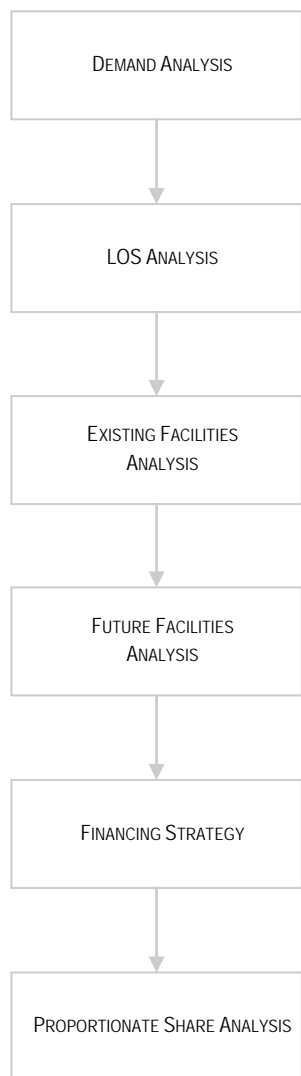 DEMAND ANALYSIS
LOS ANALYSIS
EXISTING FACILITIES
ANALYSIS
FUTURE FACILITIES
ANALYSIS
FINANCING STRATEGY
PROPORTIONATE SHARE ANALYSIS